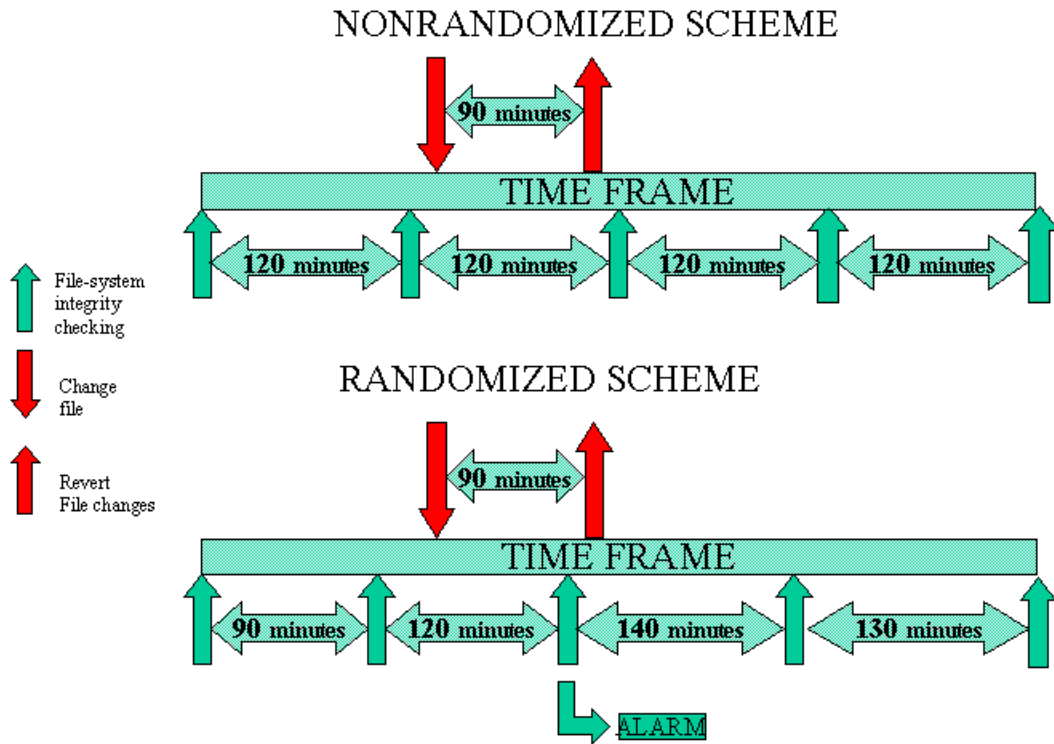 NONRANDOMIZED SCHEME
90 minutes
TIME FRAME
120 minutes
120 minutes
120 minutes
120 minutes
File-system
integrity
checking
Change
file
Revert
File changes
RANDOMIZED SCHEME
90 minutes
TIME FRAME
90 minutes
120 minutes
140 minutes
130 minutes
ALARM